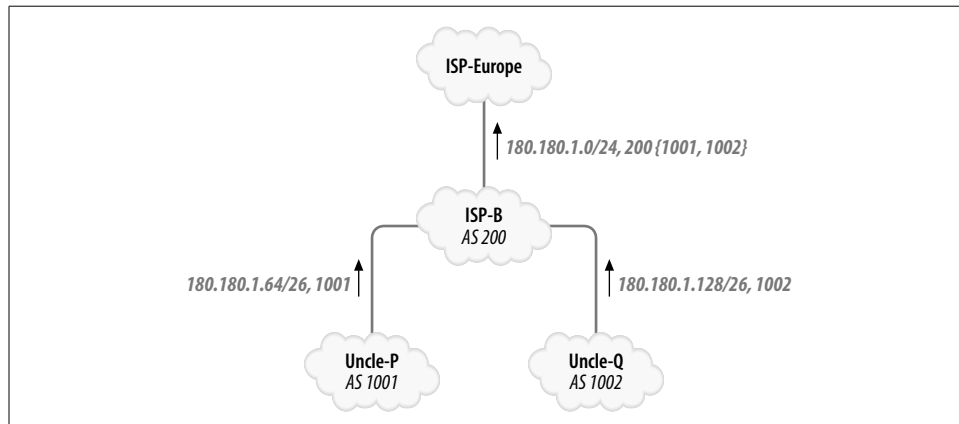 ISP-Europe
180.180.1.0/24, 200 {1001, 1002}
ISP-B
AS 200
180.180.1.64/26, 1001
180.180.1.128/26, 1002
Uncle-P
AS 1001
Uncle-Q
AS 1002